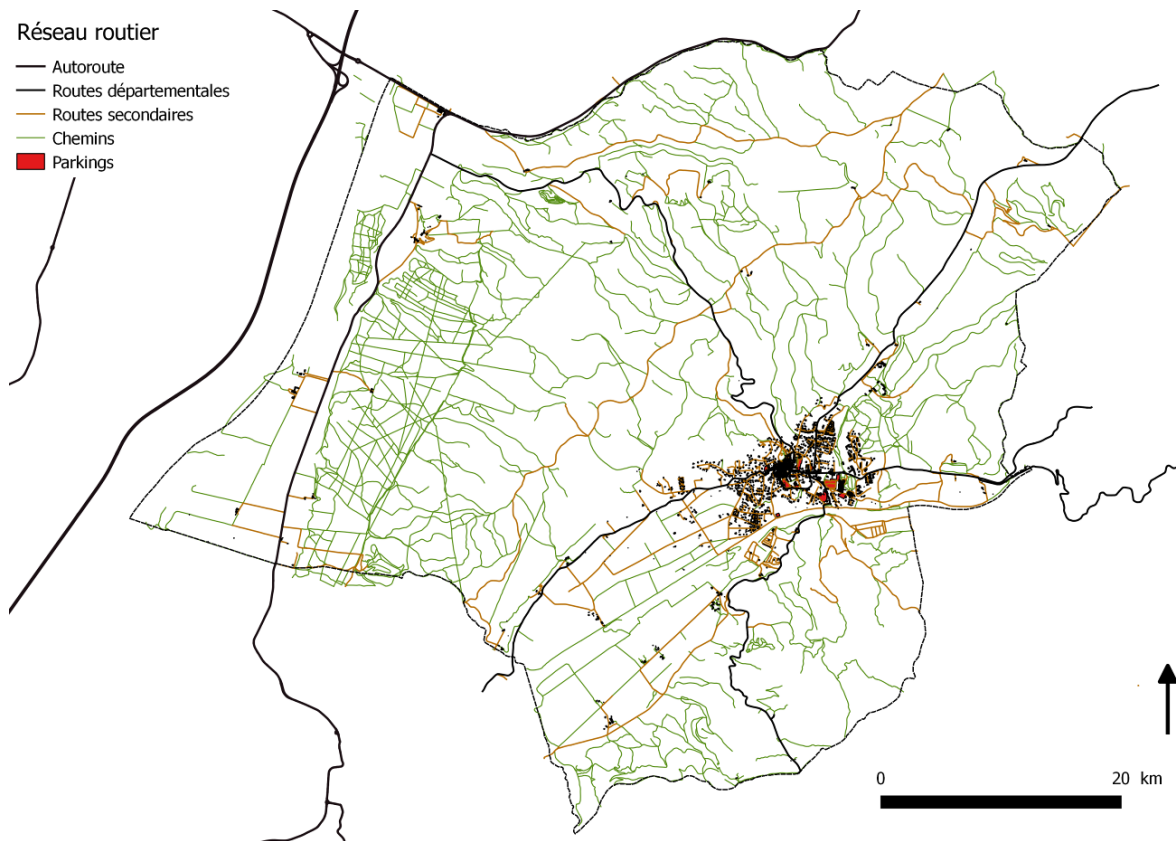 Réseau routier
Autoroute
Routes départementales
Routes secondaires
Chemins
Parkings
0 20 km